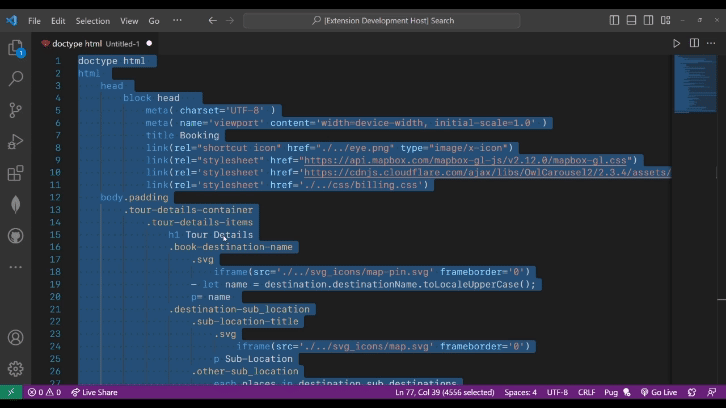 File Edit Selection View Go ··· [Extension Development Host] Search
doctype html Untitled-1
1 doctype html
2 html
3 head
4 block head
5 meta( charset='UTF-8' )
6 meta( name='viewport' content='width=device-width, initial-scale=1.0' )
7 title Booking
8 link(rel="shortcut icon" href="./../eye.png" type="image/x-icon")
9 link(rel="stylesheet" href="https://api.mapbox.com/mapbox-gl-js/v2.12.0/mapbox-gl.css")
10 link(rel='stylesheet' href='https://cdnjs.cloudflare.com/ajax/libs/OwlCarousel2/2.3.4/assets/
11 link(rel='stylesheet' href='./../css/billing.css')
12 body.padding
13 .tour-details-container
14 .tour-details-items
15 h1 Tour Details
16 .book-destination-name
17 .svg
18 iframe(src='./../svg_icons/map-pin.svg' frameborder='0')
19 - let name = destination.destinationName.toLocaleUpperCase();
20 p= name
21 .destination-sub_location
22 .sub-location-title
23 .svg
24 iframe(src='./../svg_icons/map.svg' frameborder='0')
25 p Sub-Location
26 .other-sub_location
27 each places in destination.sub_destinations
1
0 0 Live Share Ln 77, Col 39 (4556 selected) Spaces: 4 UTF-8 CRLF Pug Go Live